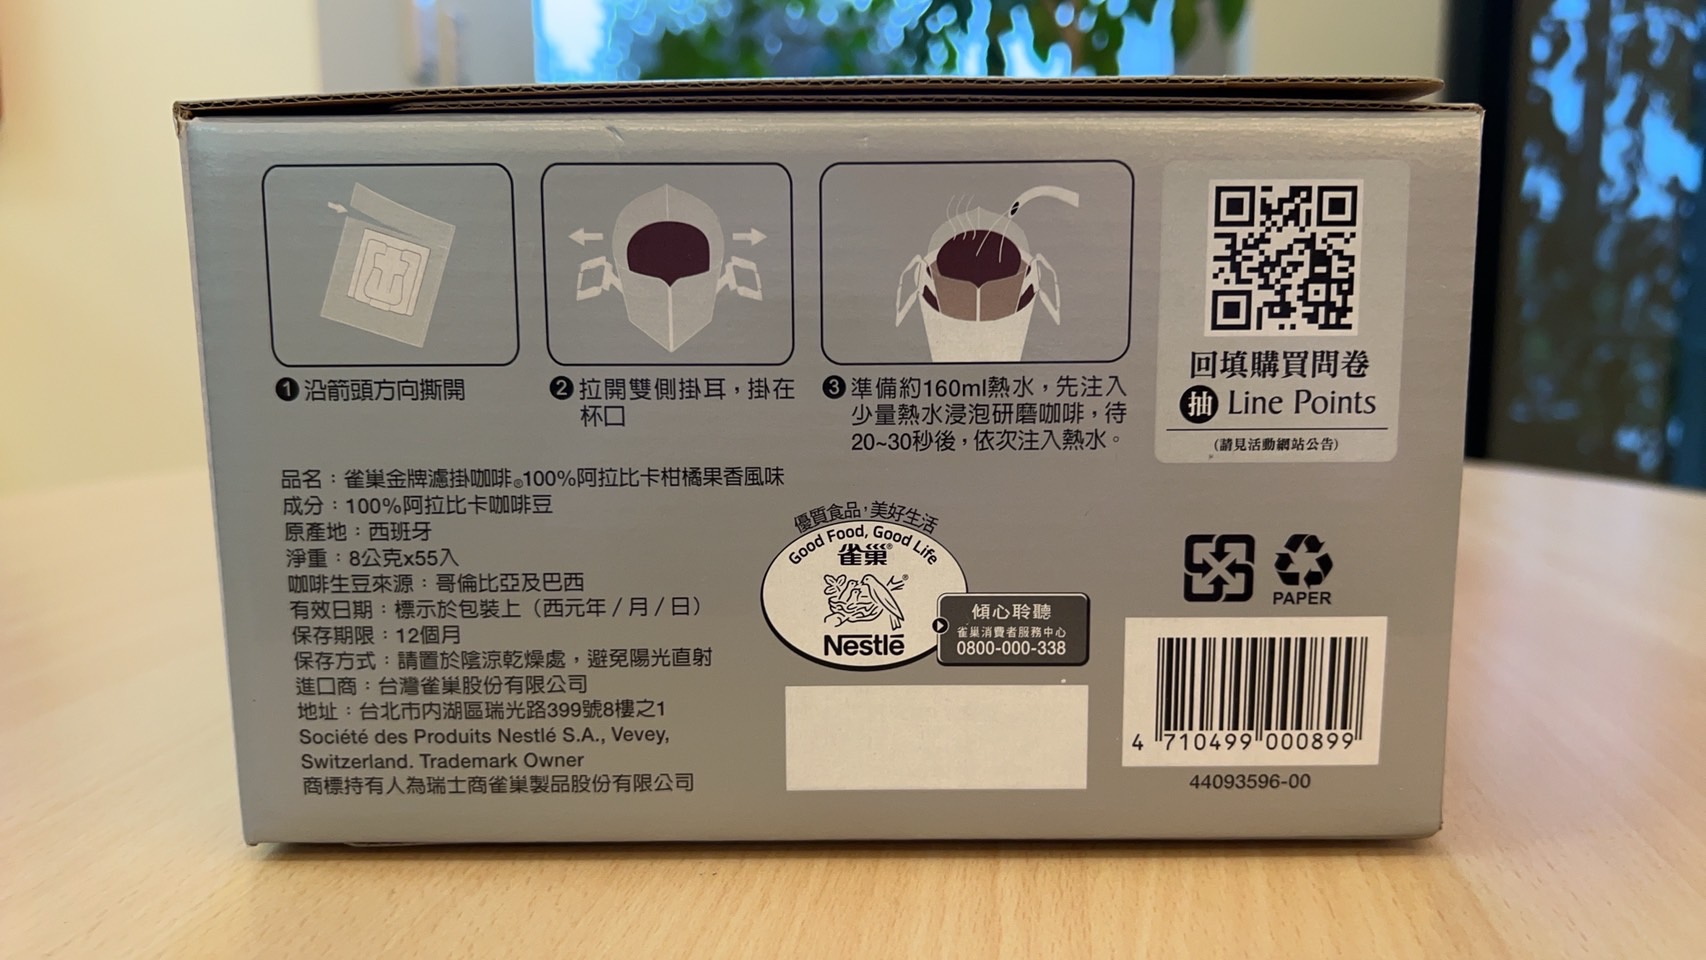 1 沿箭頭方向撕開
2 拉開雙側掛耳，掛在
杯口
3 準備約160ml熱水，先注入
少量熱水浸泡研磨咖啡，待
20~30秒後，依次注入熱水。
回填購買問卷
抽 Line Points
(請見活動網站公告)
品名：雀巢金牌濾掛咖啡®100%阿拉比卡柑橘果香風味
成分：100%阿拉比卡咖啡豆
原產地：西班牙
淨重：8公克x55入
咖啡生豆來源：哥倫比亞及巴西
有效日期：標示於包裝上（西元年/月/日）
保存期限：12個月
保存方式：請置於陰涼乾燥處，避免陽光直射
進口商：台灣雀巢股份有限公司
地址：台北市內湖區瑞光路399號8樓之1
Société des Produits Nestlé S.A., Vevey,
Switzerland. Trademark Owner
商標持有人為瑞士商雀巢製品股份有限公司
優質食品，美好生活
Good Food, Good Life
雀巢®
Nestlé
傾心聆聽
雀巢消費者服務中心
0800-000-338
PAPER
4 710499 000899
44093596-00